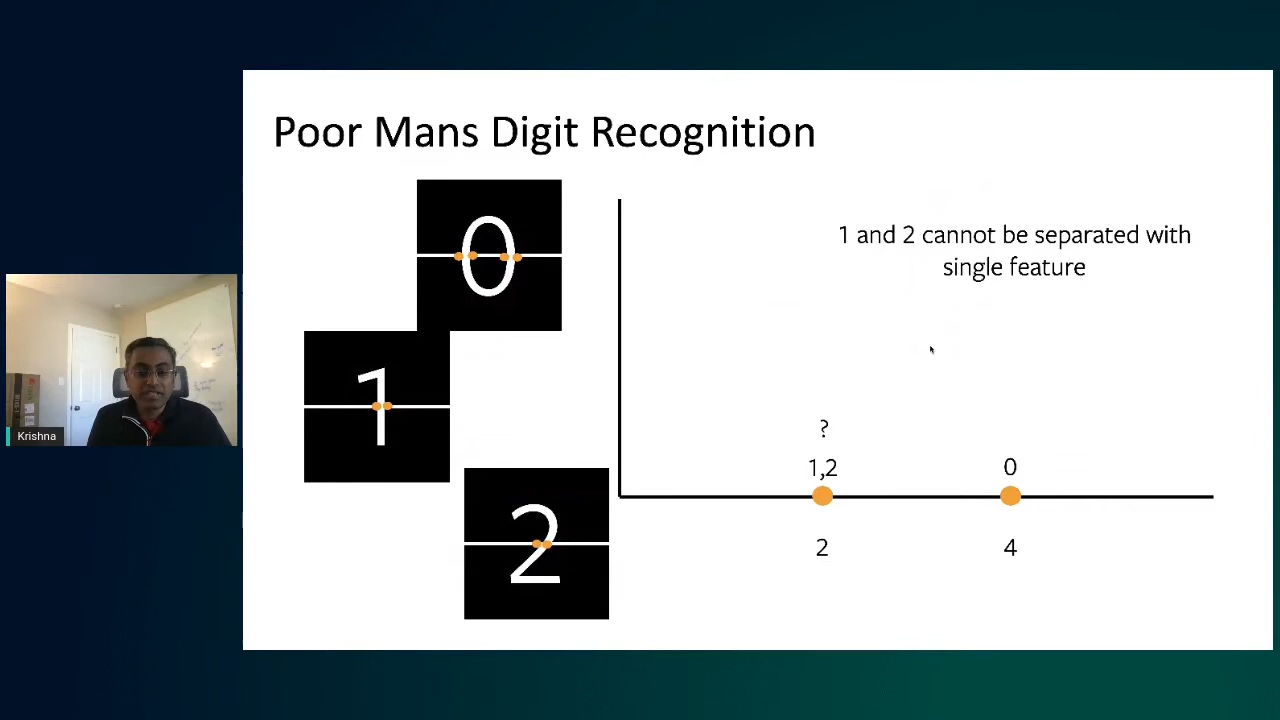 Poor Mans Digit Recognition
0
1
2
1 and 2 cannot be separated with
single feature
?
1,2
0
2
4
Krishna